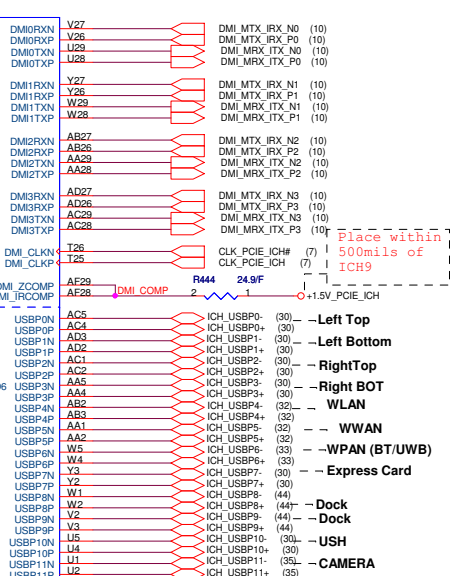 DMI0RXN V27 DMI_MTX_IRX_N0 (10)
DMI0RXP V26 DMI_MTX_IRX_P0 (10)
DMI0TXN U29 DMI_MRX_ITX_N0 (10)
DMI0TXP U28 DMI_MRX_ITX_P0 (10)
DMI1RXN Y27 DMI_MTX_IRX_N1 (10)
DMI1RXP Y26 DMI_MTX_IRX_P1 (10)
DMI1TXN W29 DMI_MRX_ITX_N1 (10)
DMI1TXP W28 DMI_MRX_ITX_P1 (10)
DMI2RXN AB27 DMI_MTX_IRX_N2 (10)
DMI2RXP AB26 DMI_MTX_IRX_P2 (10)
DMI2TXN AA29 DMI_MRX_ITX_N2 (10)
DMI2TXP AA28 DMI_MRX_ITX_P2 (10)
DMI3RXN AD27 DMI_MTX_IRX_N3 (10)
DMI3RXP AD26 DMI_MTX_IRX_P3 (10)
DMI3TXN AC29 DMI_MRX_ITX_N3 (10)
DMI3TXP AC28 DMI_MRX_ITX_P3 (10)
Place within
500mils of
ICH9
DMI_CLKN T26 CLK_PCIE_ICH# (7)
DMI_CLKP T25 CLK_PCIE_ICH (7)
R444 24.9/F
DMI_ZCOMP AF29
DMI_IRCOMP AF28 DMI_COMP 2 1 +1.5V_PCIE_ICH
USBP0N AC5 ICH_USBP0- (30) Left Top
USBP0P AC4 ICH_USBP0+ (30)
USBP1N AD3 ICH_USBP1- (30) Left Bottom
USBP1P AD2 ICH_USBP1+ (30)
USBP2N AC1 ICH_USBP2- (30) RightTop
USBP2P AC2 ICH_USBP2+ (30)
USBP3N AA5 ICH_USBP3- (30) Right BOT
USBP3P AA4 ICH_USBP3+ (30)
USBP4N AB2 ICH_USBP4- (32) WLAN
USBP4P AB3 ICH_USBP4+ (32)
USBP5N AA1 ICH_USBP5- (32) WWAN
USBP5P AA2 ICH_USBP5+ (32)
USBP6N W5 ICH_USBP6- (33) WPAN (BT/UWB)
USBP6P W4 ICH_USBP6+ (33)
USBP7N Y3 ICH_USBP7- (30) Express Card
USBP7P Y2 ICH_USBP7+ (30)
USBP8N W1 ICH_USBP8- (44)
USBP8P W2 ICH_USBP8+ (44) Dock
USBP9N V2 ICH_USBP9- (44) Dock
USBP9P V3 ICH_USBP9+ (44)
USBP10N U5 ICH_USBP10- (30) USH
USBP10P U4 ICH_USBP10+ (30)
USBP11N U1 ICH_USBP11- (35) CAMERA
USBP11P U2 ICH_USBP11+ (35)